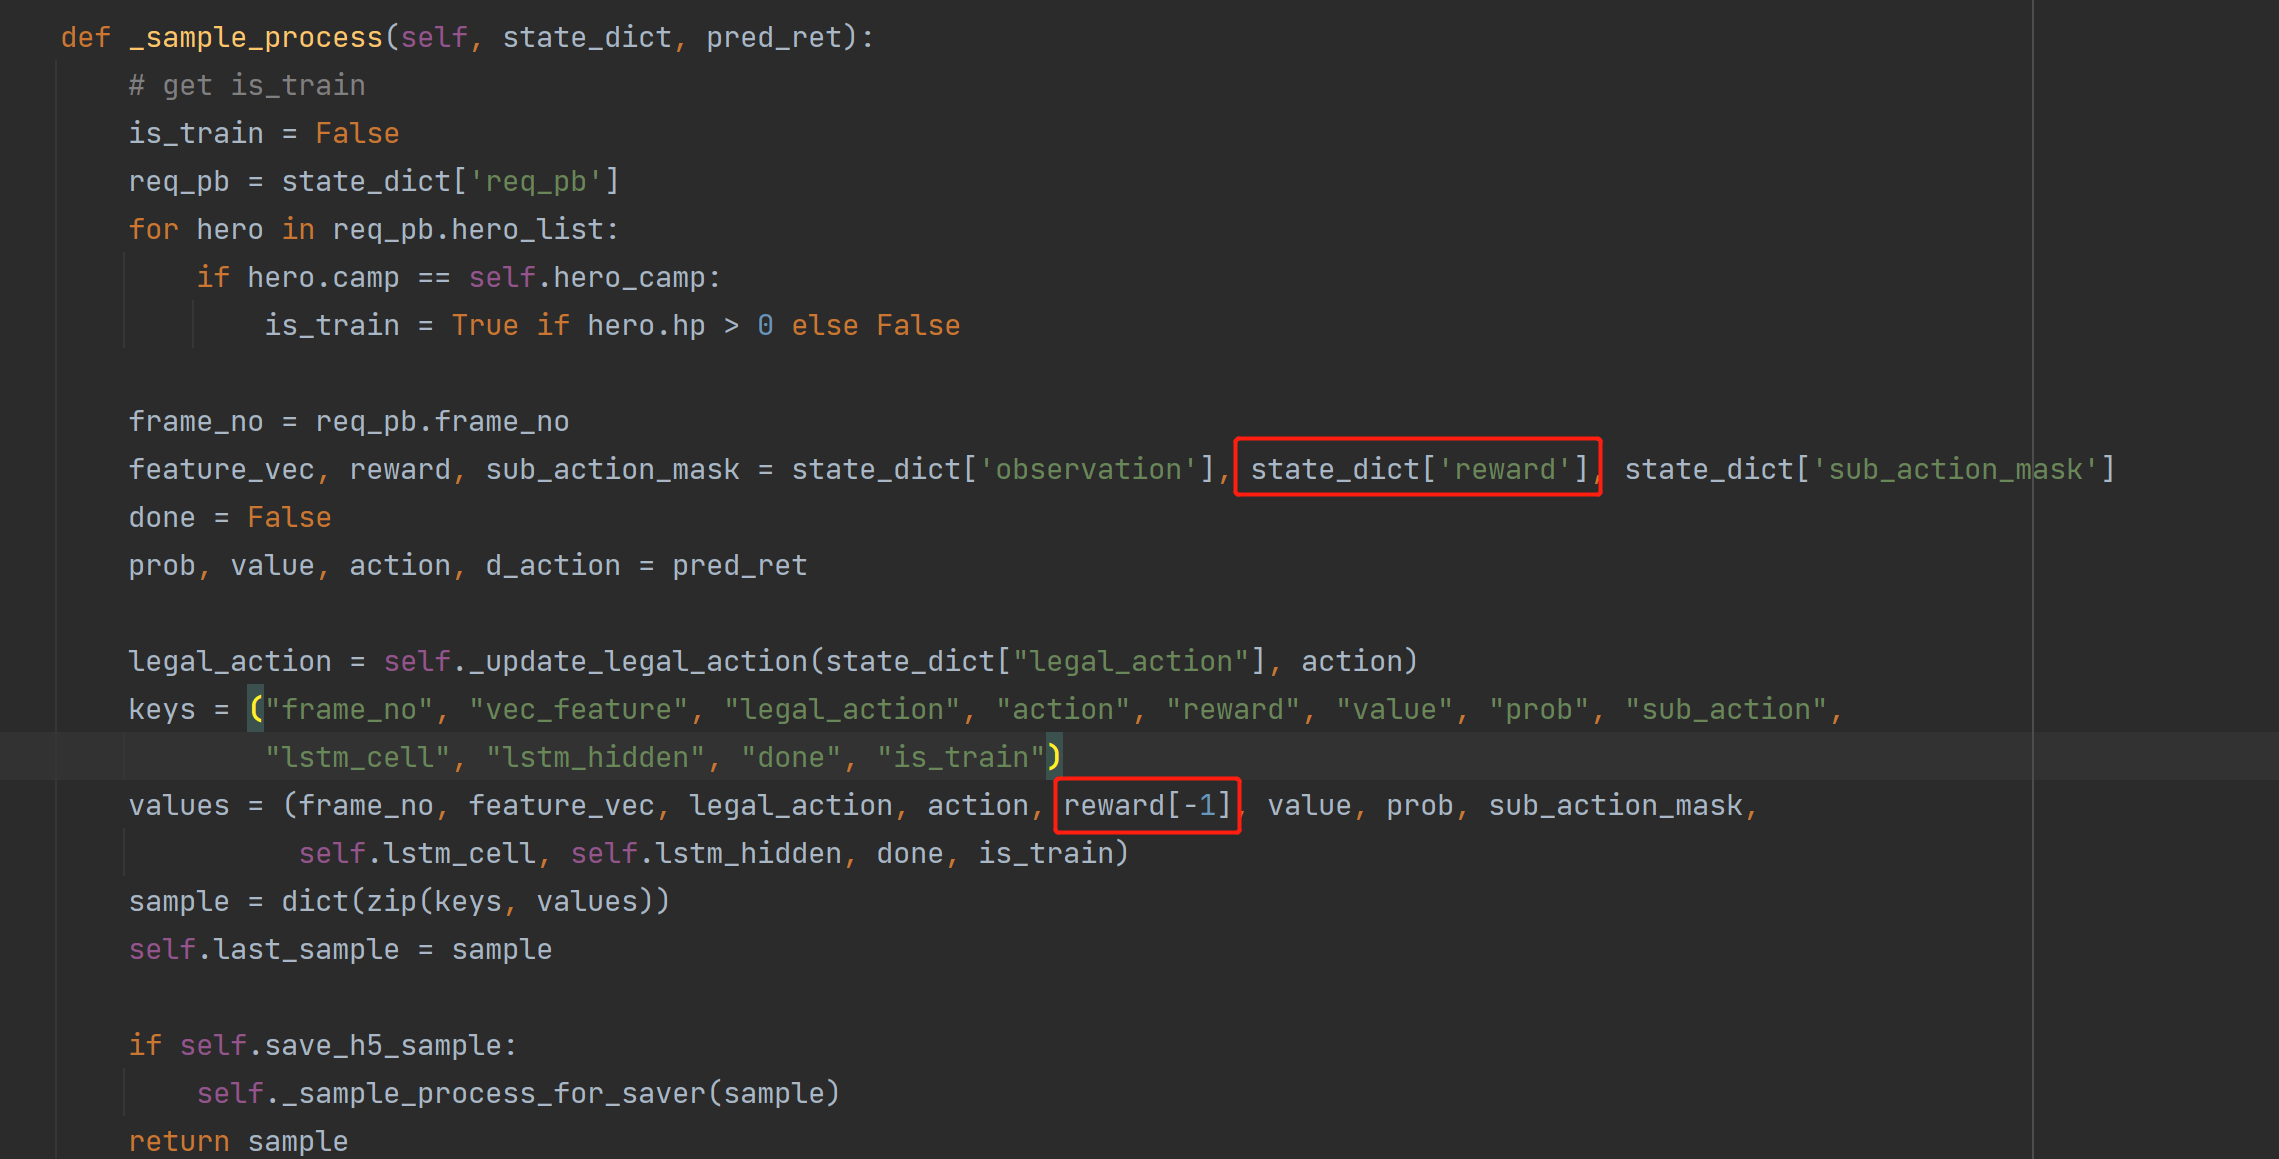 def _sample_process(self, state_dict, pred_ret):
# get is_train
is_train = False
req_pb = state_dict['req_pb']
for hero in req_pb.hero_list:
if hero.camp == self.hero_camp:
is_train = True if hero.hp > 0 else False
frame_no = req_pb.frame_no
feature_vec, reward, sub_action_mask = state_dict['observation'], state_dict['reward'], state_dict['sub_action_mask']
done = False
prob, value, action, d_action = pred_ret
legal_action = self._update_legal_action(state_dict["legal_action"], action)
keys = ("frame_no", "vec_feature", "legal_action", "action", "reward", "value", "prob", "sub_action",
"lstm_cell", "lstm_hidden", "done", "is_train")
values = (frame_no, feature_vec, legal_action, action, reward[-1], value, prob, sub_action_mask,
self.lstm_cell, self.lstm_hidden, done, is_train)
sample = dict(zip(keys, values))
self.last_sample = sample
if self.save_h5_sample:
self._sample_process_for_saver(sample)
return sample